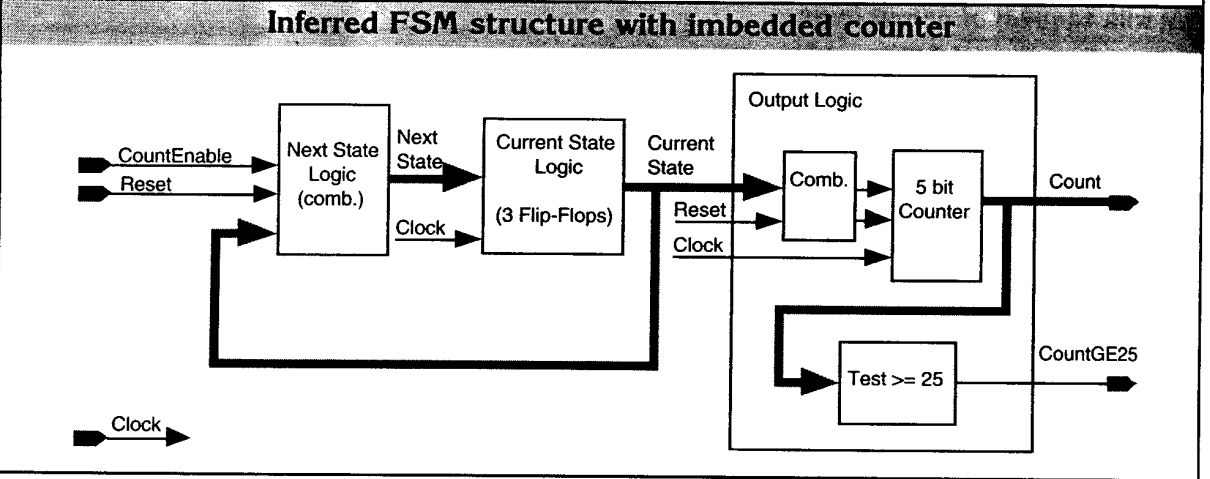 Inferred FSM structure with imbedded counter
CountEnable
Reset
Next State
Logic
(comb.)
Next
State
Clock
Current State
Logic
(3 Flip-Flops)
Current
State
Output Logic
Reset
Clock
Comb.
5 bit
Counter
Count
Test >= 25
CountGE25
Clock